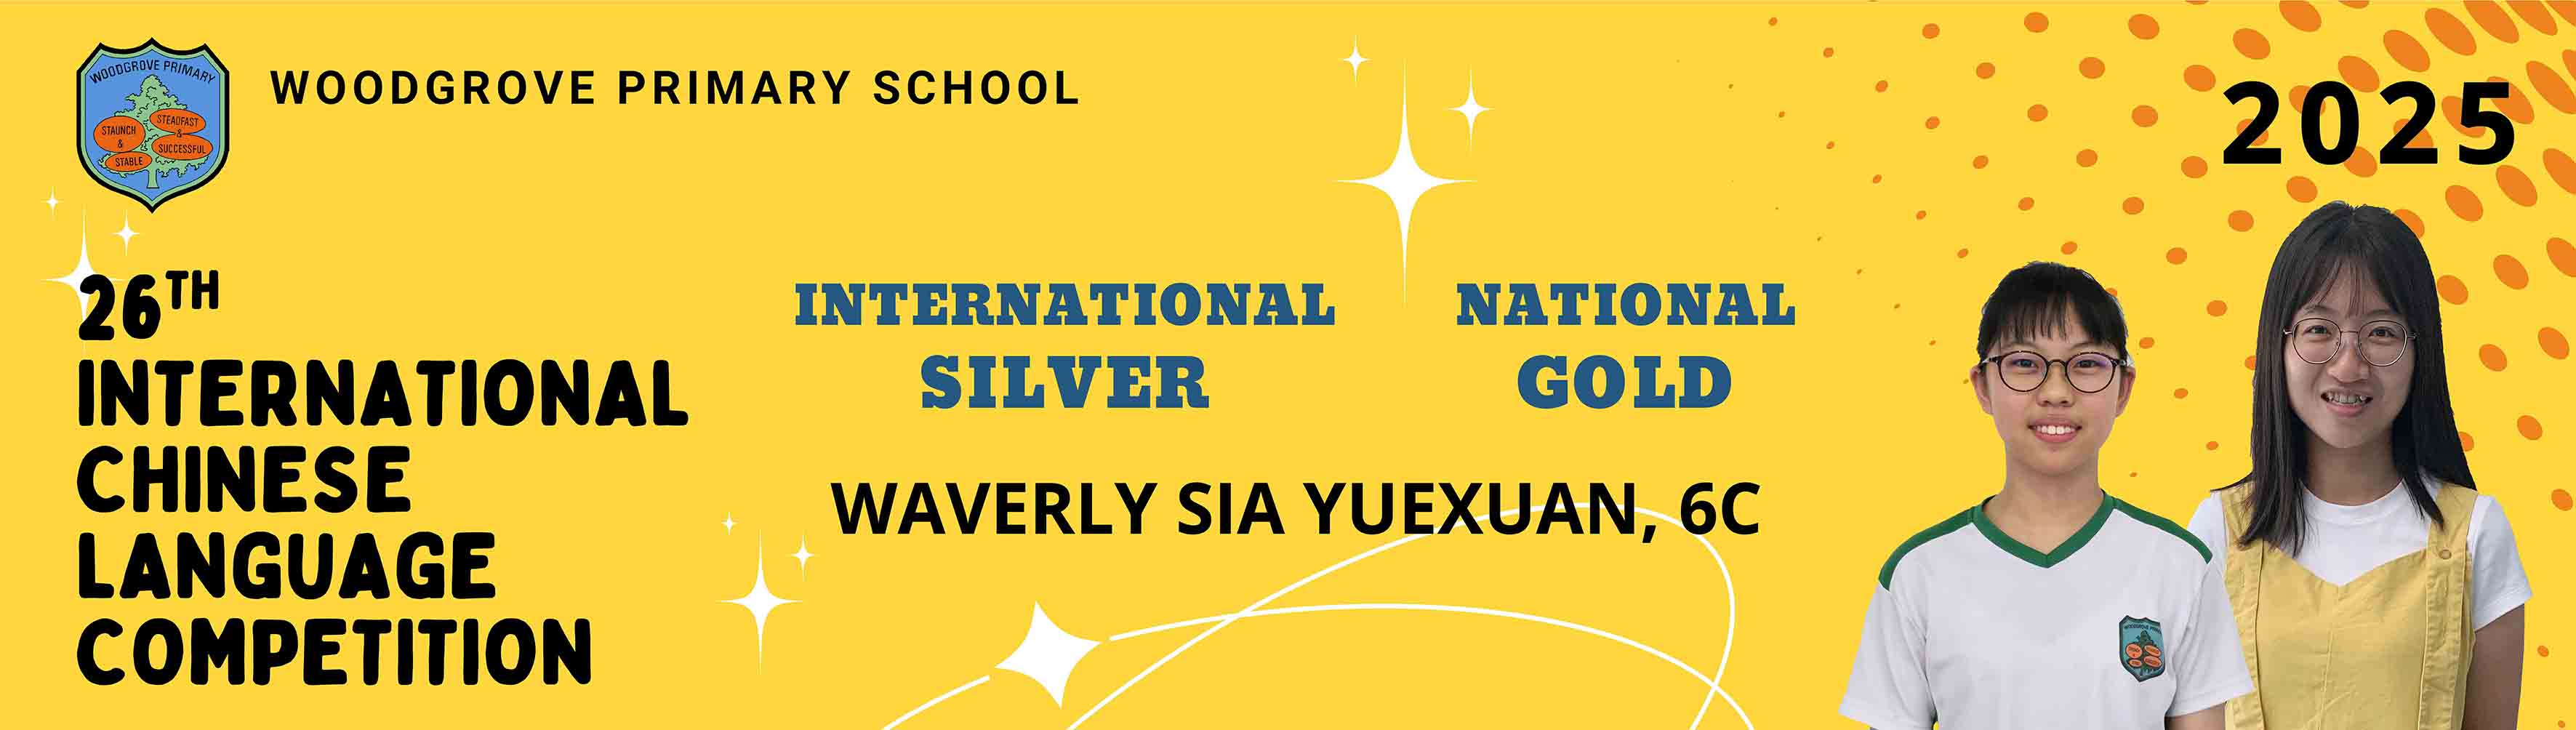 WOODGROVE PRIMARY
STAUNCH
&
STABLE
STEADFAST
&
SUCCESSFUL
WOODGROVE PRIMARY SCHOOL
2025
26TH
INTERNATIONAL
CHINESE
LANGUAGE
COMPETITION
INTERNATIONAL
SILVER
NATIONAL
GOLD
WAVERLY SIA YUEXUAN, 6C